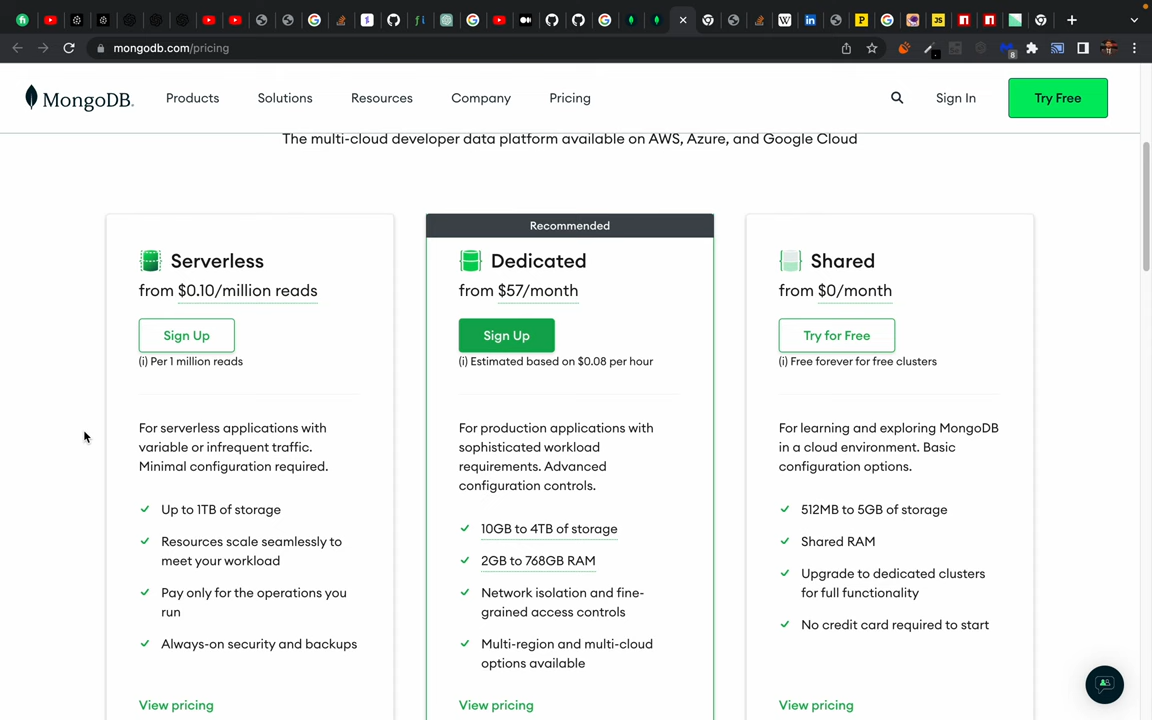 mongodb.com/pricing
8
MongoDB.
Products
Solutions
Resources
Company
Pricing
Sign In
Try Free
The multi-cloud developer data platform available on AWS, Azure, and Google Cloud
Serverless
from $0.10/million reads
Sign Up
(i) Per 1 million reads
For serverless applications with
variable or infrequent traffic.
Minimal configuration required.
Up to 1TB of storage
Resources scale seamlessly to
meet your workload
Pay only for the operations you
run
Always-on security and backups
View pricing
Recommended
Dedicated
from $57/month
Sign Up
(i) Estimated based on $0.08 per hour
For production applications with
sophisticated workload
requirements. Advanced
configuration controls.
10GB to 4TB of storage
2GB to 768GB RAM
Network isolation and fine-
grained access controls
Multi-region and multi-cloud
options available
View pricing
Shared
from $0/month
Try for Free
(i) Free forever for free clusters
For learning and exploring MongoDB
in a cloud environment. Basic
configuration options.
512MB to 5GB of storage
Shared RAM
Upgrade to dedicated clusters
for full functionality
No credit card required to start
View pricing